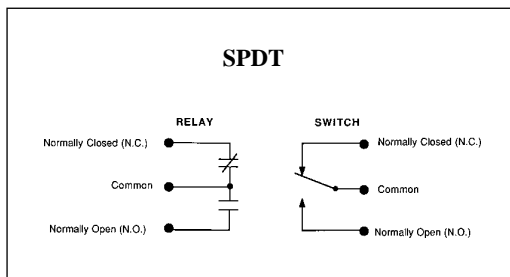 SPDT
RELAY
Normally Closed (N.C.)
Common
Normally Open (N.O.)
SWITCH
Normally Closed (N.C.)
Common
Normally Open (N.O.)